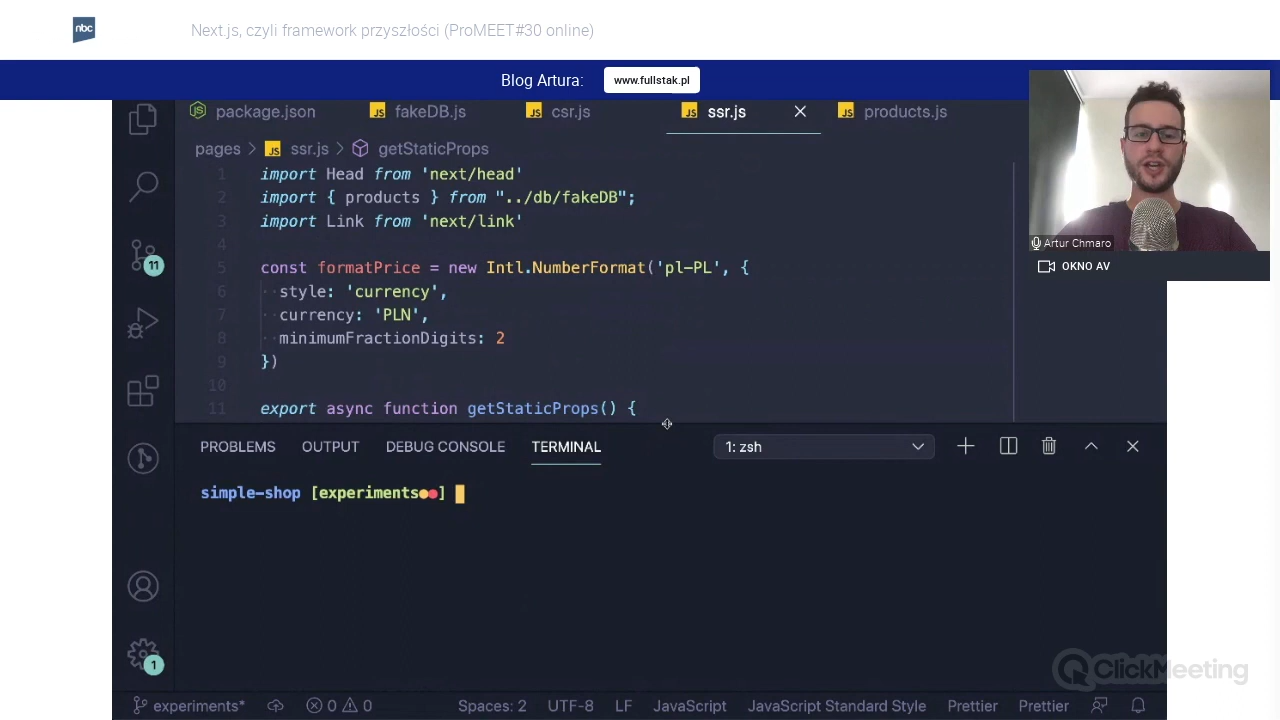 nbc
Next.js, czyli framework przyszłości (ProMEET#30 online)
Blog Artura:
www.fullstak.pl
package.json
fakeDB.js
csr.js
ssr.js
products.js
pages > ssr.js > getStaticProps
1 import Head from 'next/head'
2 import { products } from "../db/fakeDB";
3 import Link from 'next/link'
4
5 const formatPrice = new Intl.NumberFormat('pl-PL', {
6 style: 'currency',
7 currency: 'PLN',
8 minimumFractionDigits: 2
9 })
10
11 export async function getStaticProps() {
Artur Chmaro
OKNO AV
11
PROBLEMS OUTPUT DEBUG CONSOLE TERMINAL
1: zsh
simple-shop [experiments]
1
ClickMeeting
experiments* 0 0 Spaces: 2 UTF-8 LF JavaScript JavaScript Standard Style Prettier Prettier